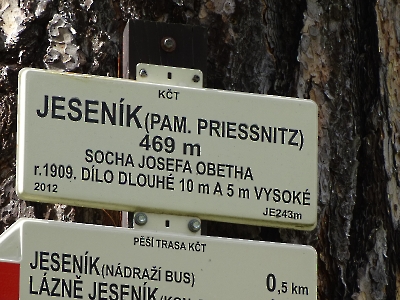 KČT
JESENÍK (PAM. PRIESSNITZ)
469 m
SOCHA JOSEFA OBETHA
r.1909. DÍLO DLOUHÉ 10 m A 5 m VYSOKÉ
2012 JE243m
PĚŠÍ TRASA KČT
JESENÍK (NÁDRAŽÍ BUS) 0,5 km
LÁZNĚ JESENÍK